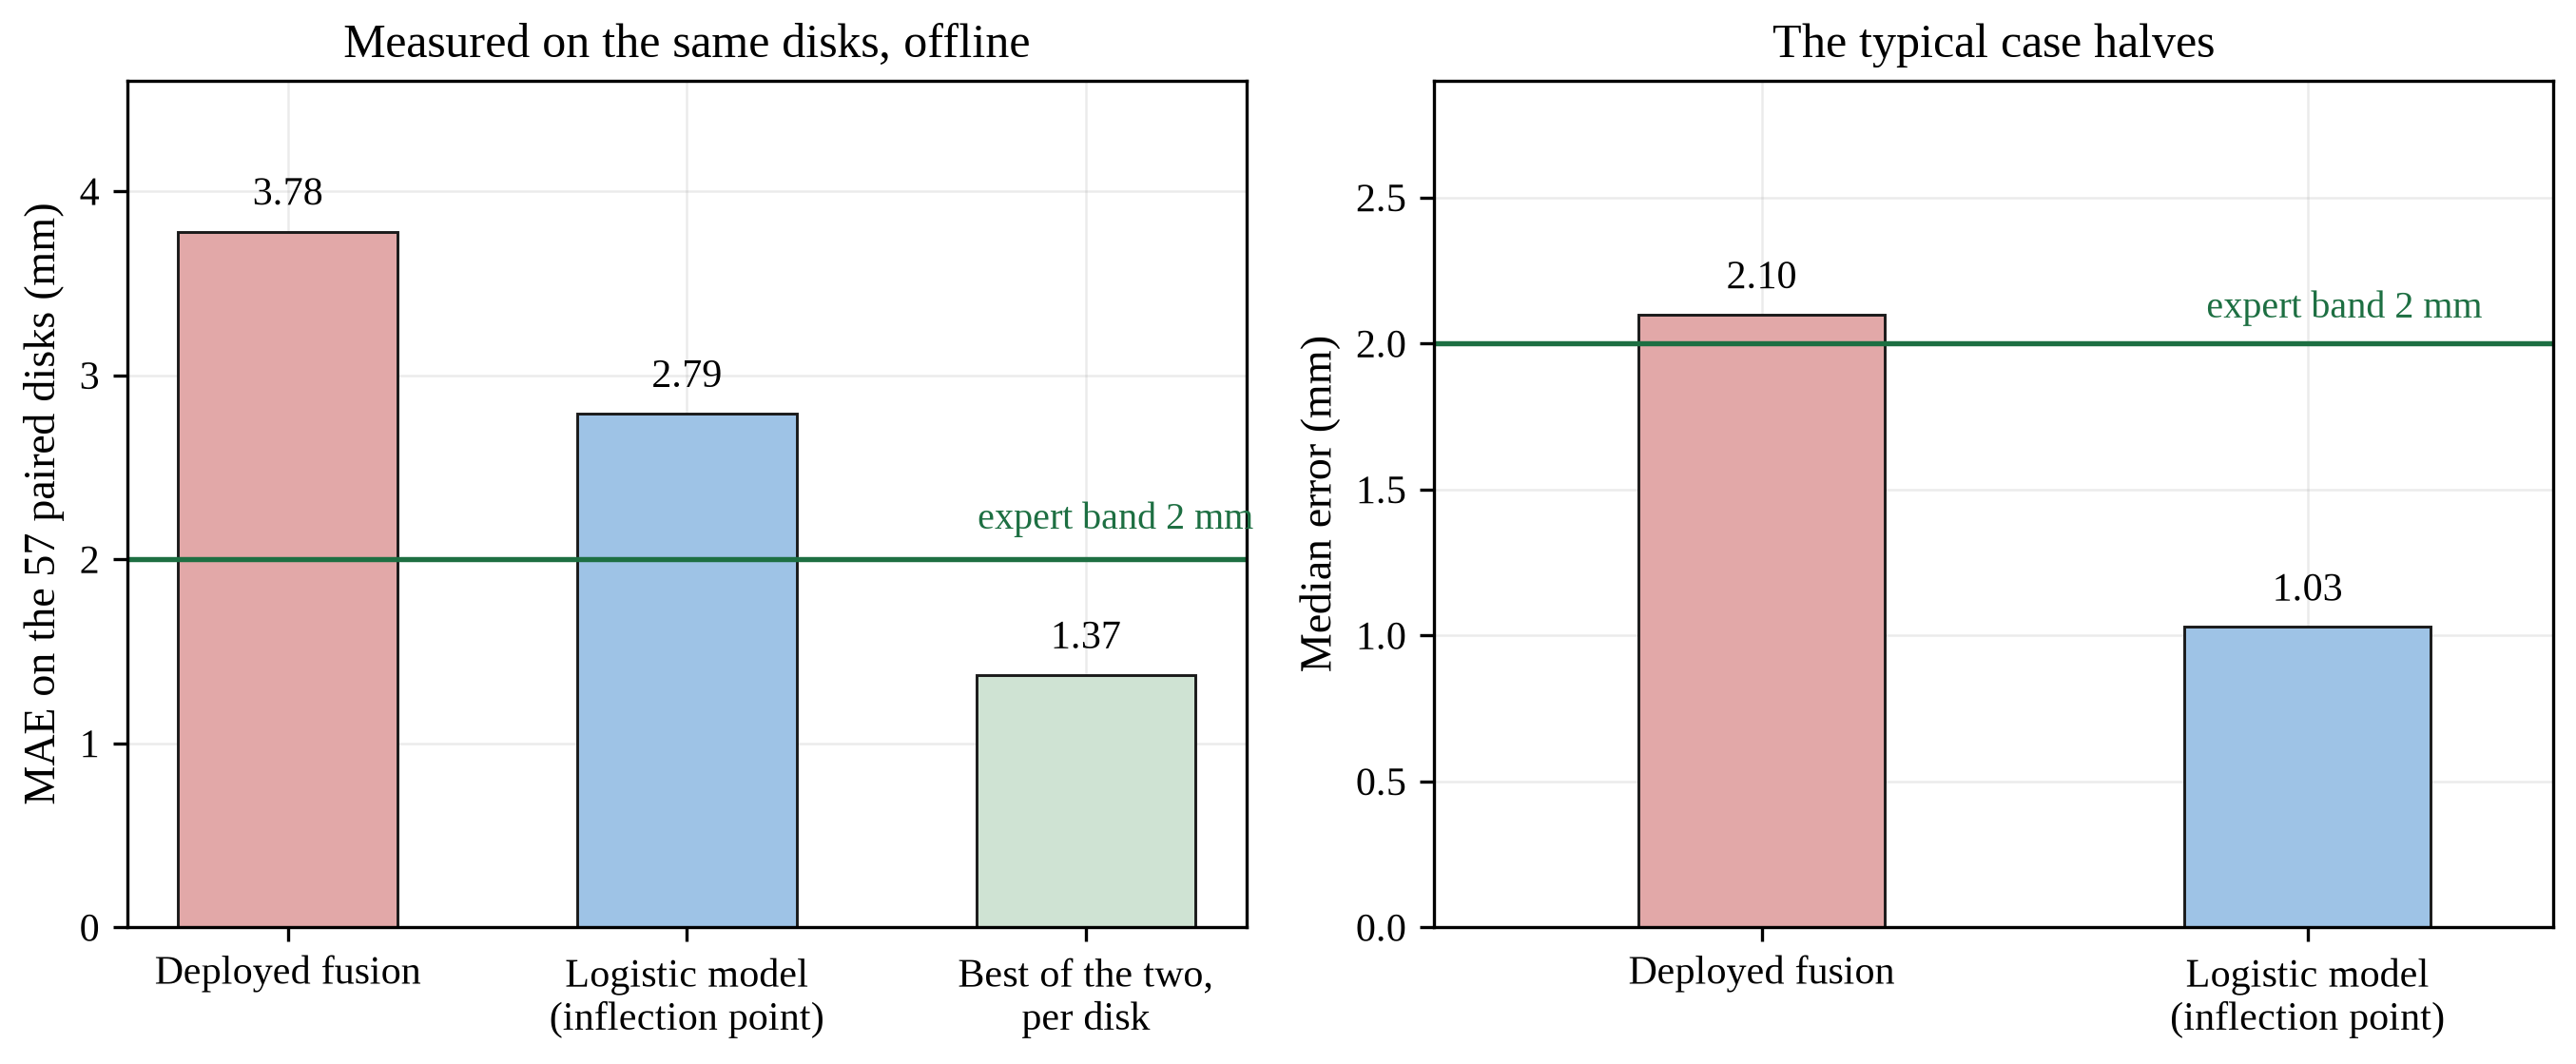 Measured on the same disks, offline
MAE on the 57 paired disks (mm)
4
3
2
1
0
3.78
2.79
expert band 2 mm
1.37
Deployed fusion
Logistic model
(inflection point)
Best of the two,
per disk
The typical case halves
Median error (mm)
2.5
2.0
1.5
1.0
0.5
0.0
2.10
expert band 2 mm
1.03
Deployed fusion
Logistic model
(inflection point)